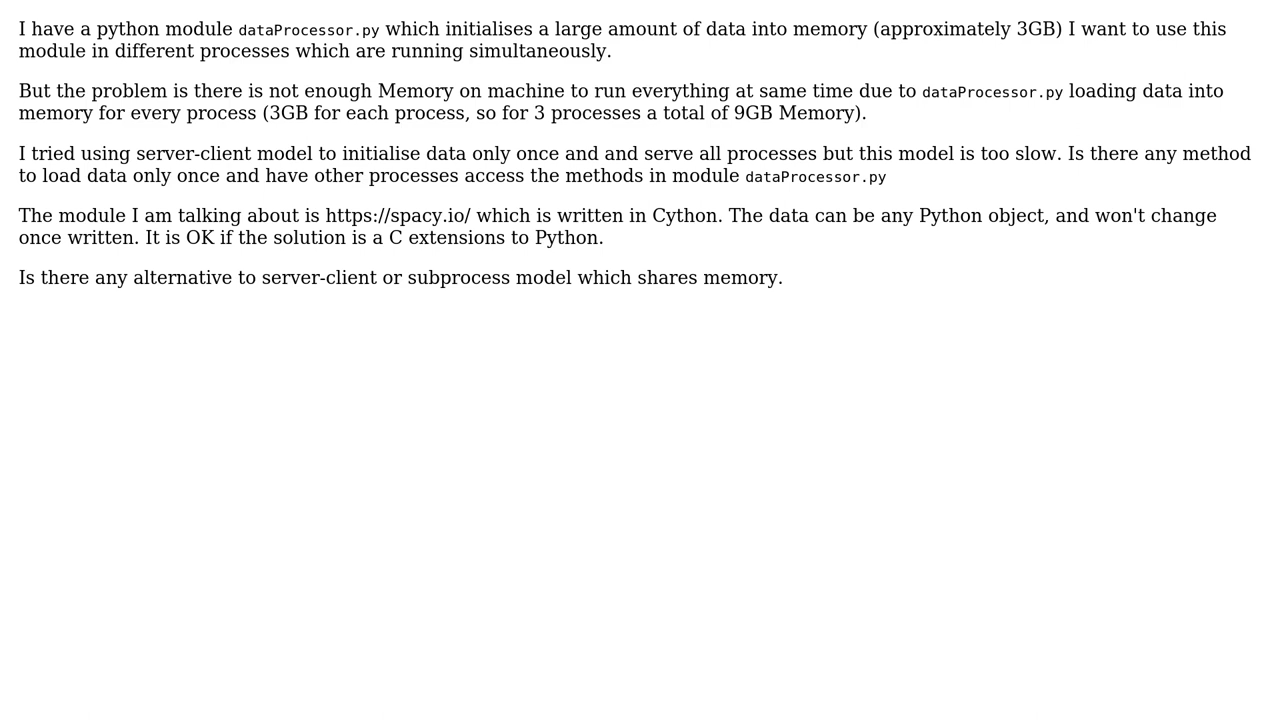 I have a python module dataProcessor.py which initialises a large amount of data into memory (approximately 3GB) I want to use this
module in different processes which are running simultaneously.
But the problem is there is not enough Memory on machine to run everything at same time due to dataProcessor.py loading data into
memory for every process (3GB for each process, so for 3 processes a total of 9GB Memory).
I tried using server-client model to initialise data only once and and serve all processes but this model is too slow. Is there any method
to load data only once and have other processes access the methods in module dataProcessor.py
The module I am talking about is https://spacy.io/ which is written in Cython. The data can be any Python object, and won't change
once written. It is OK if the solution is a C extensions to Python.
Is there any alternative to server-client or subprocess model which shares memory.